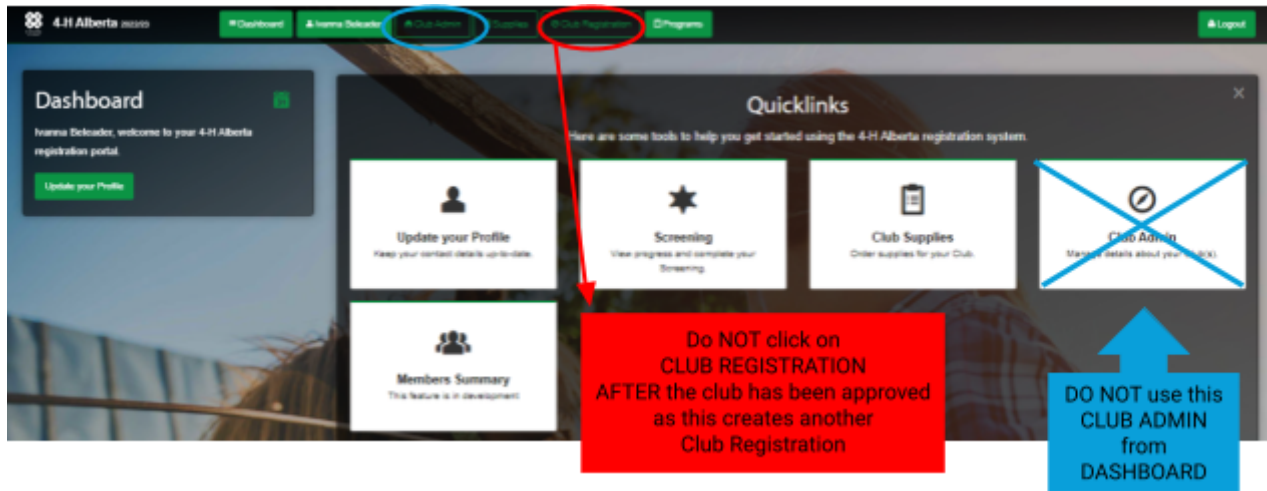 4-H Alberta 2022/23
Dashboard Ivanna Beleader Club Admin Supplies Club Registration Programs Logout
Dashboard
Ivanna Beleader, welcome to your 4-H Alberta
registration portal.
Update your Profile
Quicklinks
Here are some tools to help you get started using the 4-H Alberta registration system.
Update your Profile
Keep your contact details up-to-date.
Screening
View progress and complete your
Screening.
Club Supplies
Order supplies for your Club.
Club Admin
Manage details about your Club(s).
Members Summary
This feature is in development
Do NOT click on
CLUB REGISTRATION
AFTER the club has been approved
as this creates another
Club Registration
DO NOT use this
CLUB ADMIN
from
DASHBOARD